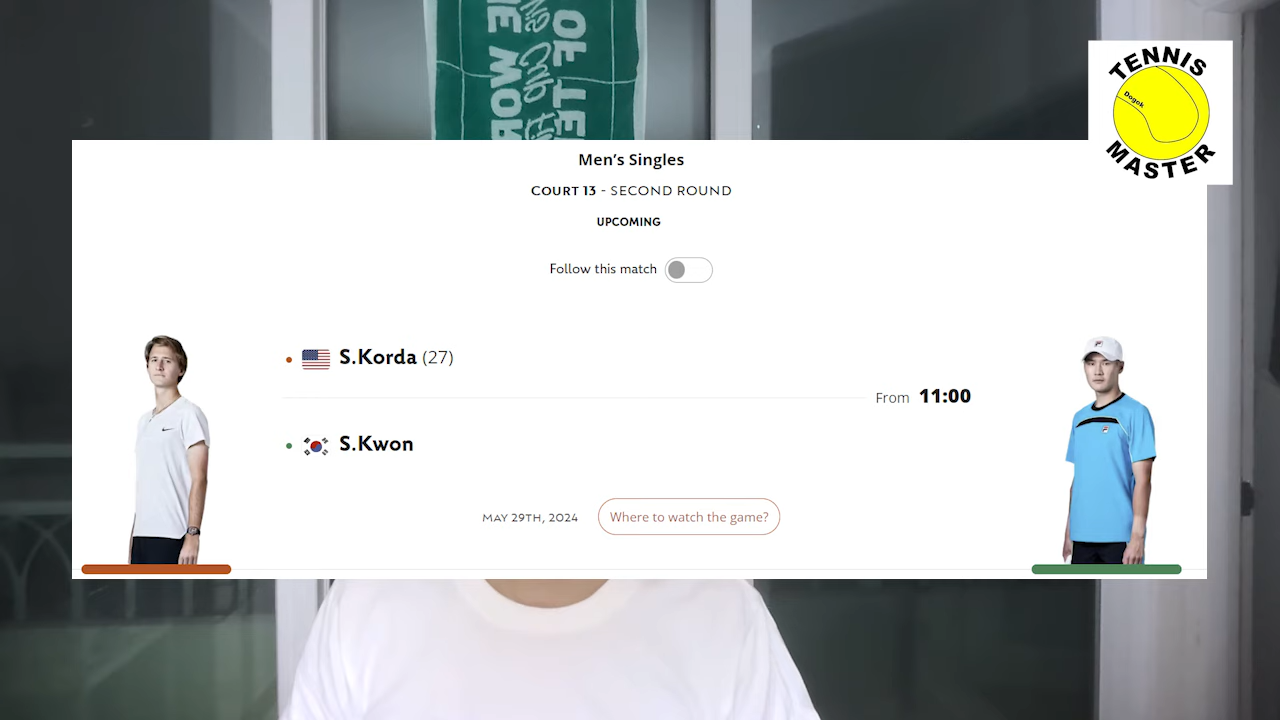 TENNIS
Dogok
MASTER
Men's Singles
COURT 13 - SECOND ROUND
UPCOMING
Follow this match
S.Korda (27)
From 11:00
S.Kwon
MAY 29TH, 2024
Where to watch the game?